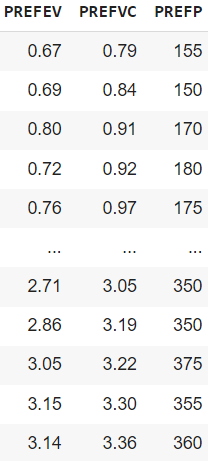 PREFEV PREFVC PREFP
0.67 0.79 155
0.69 0.84 150
0.80 0.91 170
0.72 0.92 180
0.76 0.97 175
... ... ...
2.71 3.05 350
2.86 3.19 350
3.05 3.22 375
3.15 3.30 355
3.14 3.36 360